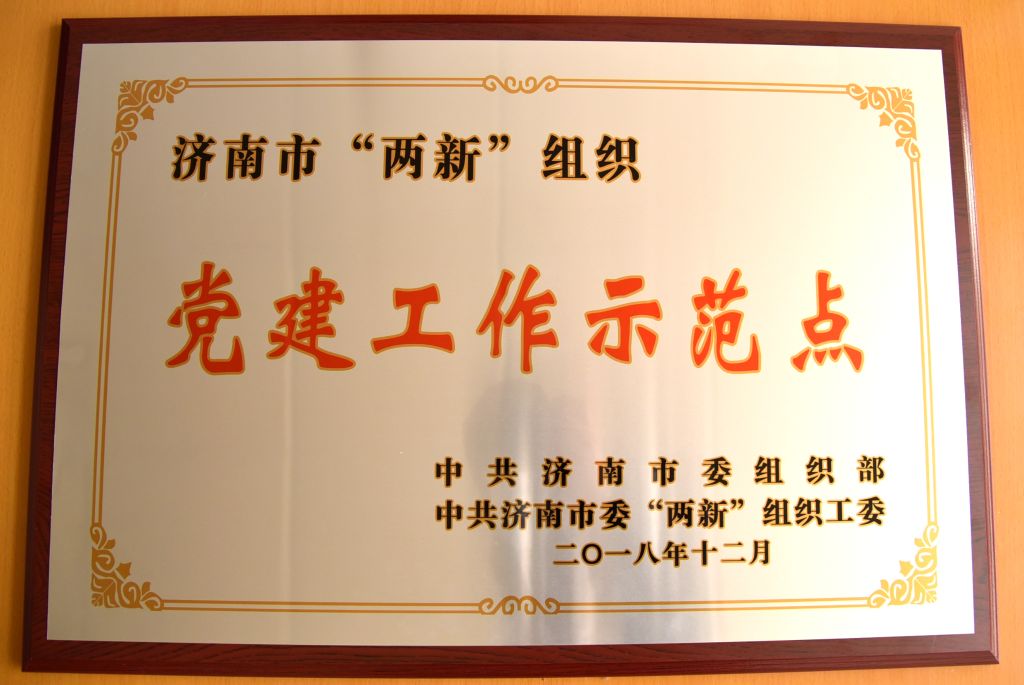 济南市“两新”组织
党建工作示范点
中共济南市委组织部
中共济南市委“两新”组织工委
二〇一八年十二月